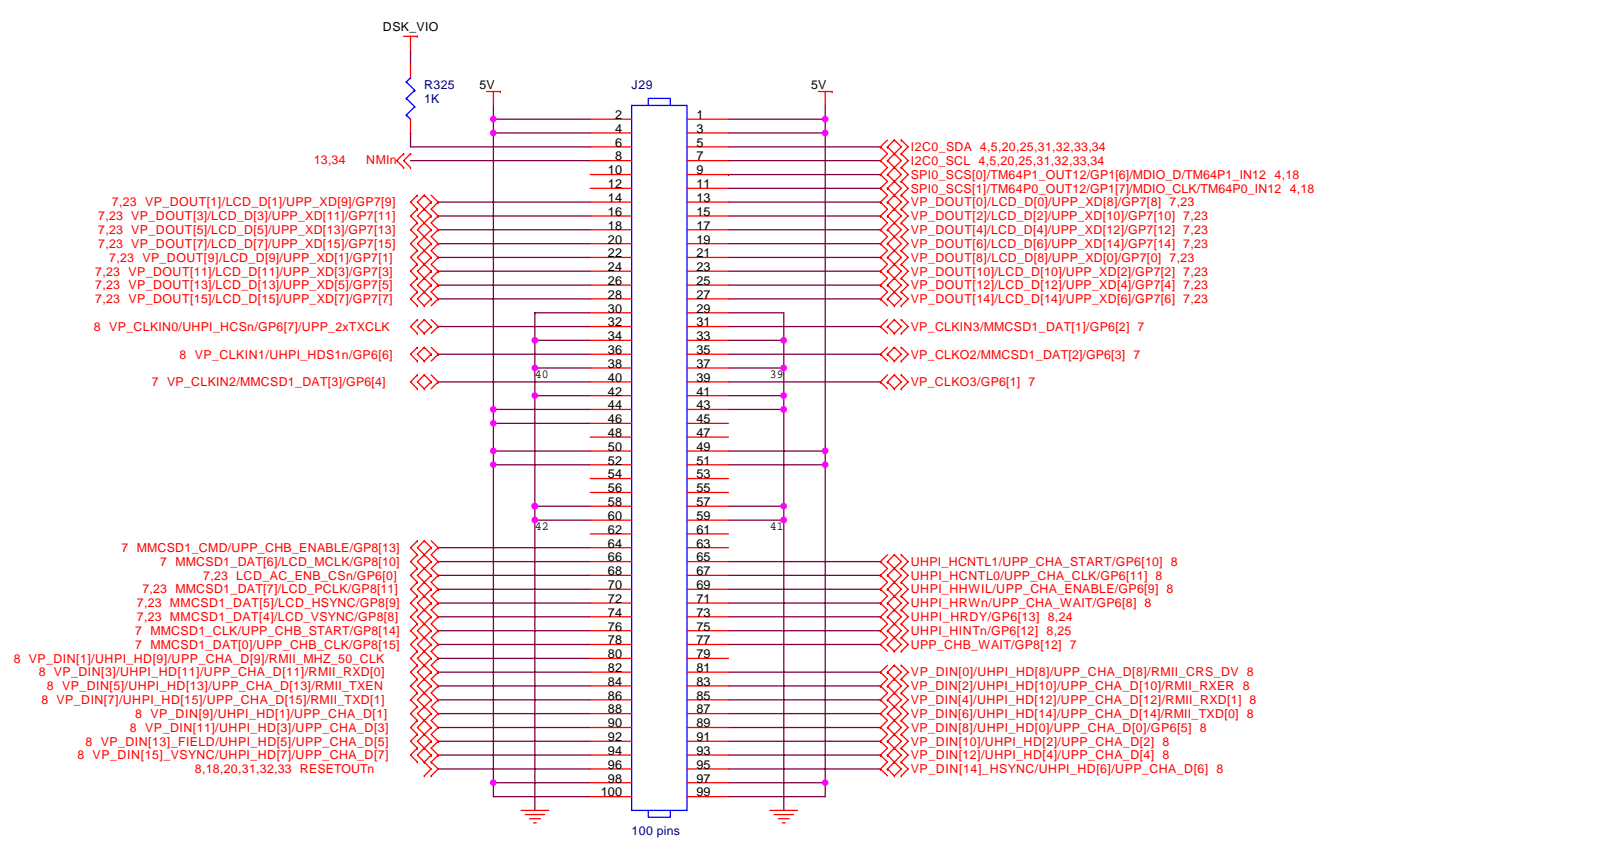 DSK_VIO
R325
1K
5V
J29
5V
2 1
4 3
6 5 I2C0_SDA 4,5,20,25,31,32,33,34
13,34 NMIn 8 7 I2C0_SCL 4,5,20,25,31,32,33,34
10 9 SPI0_SCS[0]/TM64P1_OUT12/GP1[6]/MDIO_D/TM64P1_IN12 4,18
12 11 SPI0_SCS[1]/TM64P0_OUT12/GP1[7]/MDIO_CLK/TM64P0_IN12 4,18
7,23 VP_DOUT[1]/LCD_D[1]/UPP_XD[9]/GP7[9] 14 13 VP_DOUT[0]/LCD_D[0]/UPP_XD[8]/GP7[8] 7,23
7,23 VP_DOUT[3]/LCD_D[3]/UPP_XD[11]/GP7[11] 16 15 VP_DOUT[2]/LCD_D[2]/UPP_XD[10]/GP7[10] 7,23
7,23 VP_DOUT[5]/LCD_D[5]/UPP_XD[13]/GP7[13] 18 17 VP_DOUT[4]/LCD_D[4]/UPP_XD[12]/GP7[12] 7,23
7,23 VP_DOUT[7]/LCD_D[7]/UPP_XD[15]/GP7[15] 20 19 VP_DOUT[6]/LCD_D[6]/UPP_XD[14]/GP7[14] 7,23
7,23 VP_DOUT[9]/LCD_D[9]/UPP_XD[1]/GP7[1] 22 21 VP_DOUT[8]/LCD_D[8]/UPP_XD[0]/GP7[0] 7,23
7,23 VP_DOUT[11]/LCD_D[11]/UPP_XD[3]/GP7[3] 24 23 VP_DOUT[10]/LCD_D[10]/UPP_XD[2]/GP7[2] 7,23
7,23 VP_DOUT[13]/LCD_D[13]/UPP_XD[5]/GP7[5] 26 25 VP_DOUT[12]/LCD_D[12]/UPP_XD[4]/GP7[4] 7,23
7,23 VP_DOUT[15]/LCD_D[15]/UPP_XD[7]/GP7[7] 28 27 VP_DOUT[14]/LCD_D[14]/UPP_XD[6]/GP7[6] 7,23
30 29
8 VP_CLKIN0/UHPI_HCSn/GP6[7]/UPP_2xTXCLK 32 31 VP_CLKIN3/MMCSD1_DAT[1]/GP6[2] 7
34 33
8 VP_CLKIN1/UHPI_HDS1n/GP6[6] 36 35 VP_CLKO2/MMCSD1_DAT[2]/GP6[3] 7
38 37
40 39
7 VP_CLKIN2/MMCSD1_DAT[3]/GP6[4] 40 39 VP_CLKO3/GP6[1] 7
42 41
44 43
46 45
48 47
50 49
52 51
54 53
56 55
58 57
60 59
42 41
62 61
7 MMCSD1_CMD/UPP_CHB_ENABLE/GP8[13] 64 63
7 MMCSD1_DAT[6]/LCD_MCLK/GP8[10] 66 65 UHPI_HCNTL1/UPP_CHA_START/GP6[10] 8
7,23 LCD_AC_ENB_CSn/GP6[0] 68 67 UHPI_HCNTL0/UPP_CHA_CLK/GP6[11] 8
7,23 MMCSD1_DAT[7]/LCD_PCLK/GP8[11] 70 69 UHPI_HHWIL/UPP_CHA_ENABLE/GP6[9] 8
7,23 MMCSD1_DAT[5]/LCD_HSYNC/GP8[9] 72 71 UHPI_HRWn/UPP_CHA_WAIT/GP6[8] 8
7,23 MMCSD1_DAT[4]/LCD_VSYNC/GP8[8] 74 73 UHPI_HRDY/GP6[13] 8,24
7 MMCSD1_CLK/UPP_CHB_START/GP8[14] 76 75 UHPI_HINTn/GP6[12] 8,25
7 MMCSD1_DAT[0]/UPP_CHB_CLK/GP8[15] 78 77 UPP_CHB_WAIT/GP8[12] 7
8 VP_DIN[1]/UHPI_HD[9]/UPP_CHA_D[9]/RMII_MHZ_50_CLK 80 79
8 VP_DIN[3]/UHPI_HD[11]/UPP_CHA_D[11]/RMII_RXD[0] 82 81 VP_DIN[0]/UHPI_HD[8]/UPP_CHA_D[8]/RMII_CRS_DV 8
8 VP_DIN[5]/UHPI_HD[13]/UPP_CHA_D[13]/RMII_TXEN 84 83 VP_DIN[2]/UHPI_HD[10]/UPP_CHA_D[10]/RMII_RXER 8
8 VP_DIN[7]/UHPI_HD[15]/UPP_CHA_D[15]/RMII_TXD[1] 86 85 VP_DIN[4]/UHPI_HD[12]/UPP_CHA_D[12]/RMII_RXD[1] 8
8 VP_DIN[9]/UHPI_HD[1]/UPP_CHA_D[1] 88 87 VP_DIN[6]/UHPI_HD[14]/UPP_CHA_D[14]/RMII_TXD[0] 8
8 VP_DIN[11]/UHPI_HD[3]/UPP_CHA_D[3] 90 89 VP_DIN[8]/UHPI_HD[0]/UPP_CHA_D[0]/GP6[5] 8
8 VP_DIN[13]_FIELD/UHPI_HD[5]/UPP_CHA_D[5] 92 91 VP_DIN[10]/UHPI_HD[2]/UPP_CHA_D[2] 8
8 VP_DIN[15]_VSYNC/UHPI_HD[7]/UPP_CHA_D[7] 94 93 VP_DIN[12]/UHPI_HD[4]/UPP_CHA_D[4] 8
8,18,20,31,32,33 RESETOUTn 96 95 VP_DIN[14]_HSYNC/UHPI_HD[6]/UPP_CHA_D[6] 8
98 97
100 99
100 pins